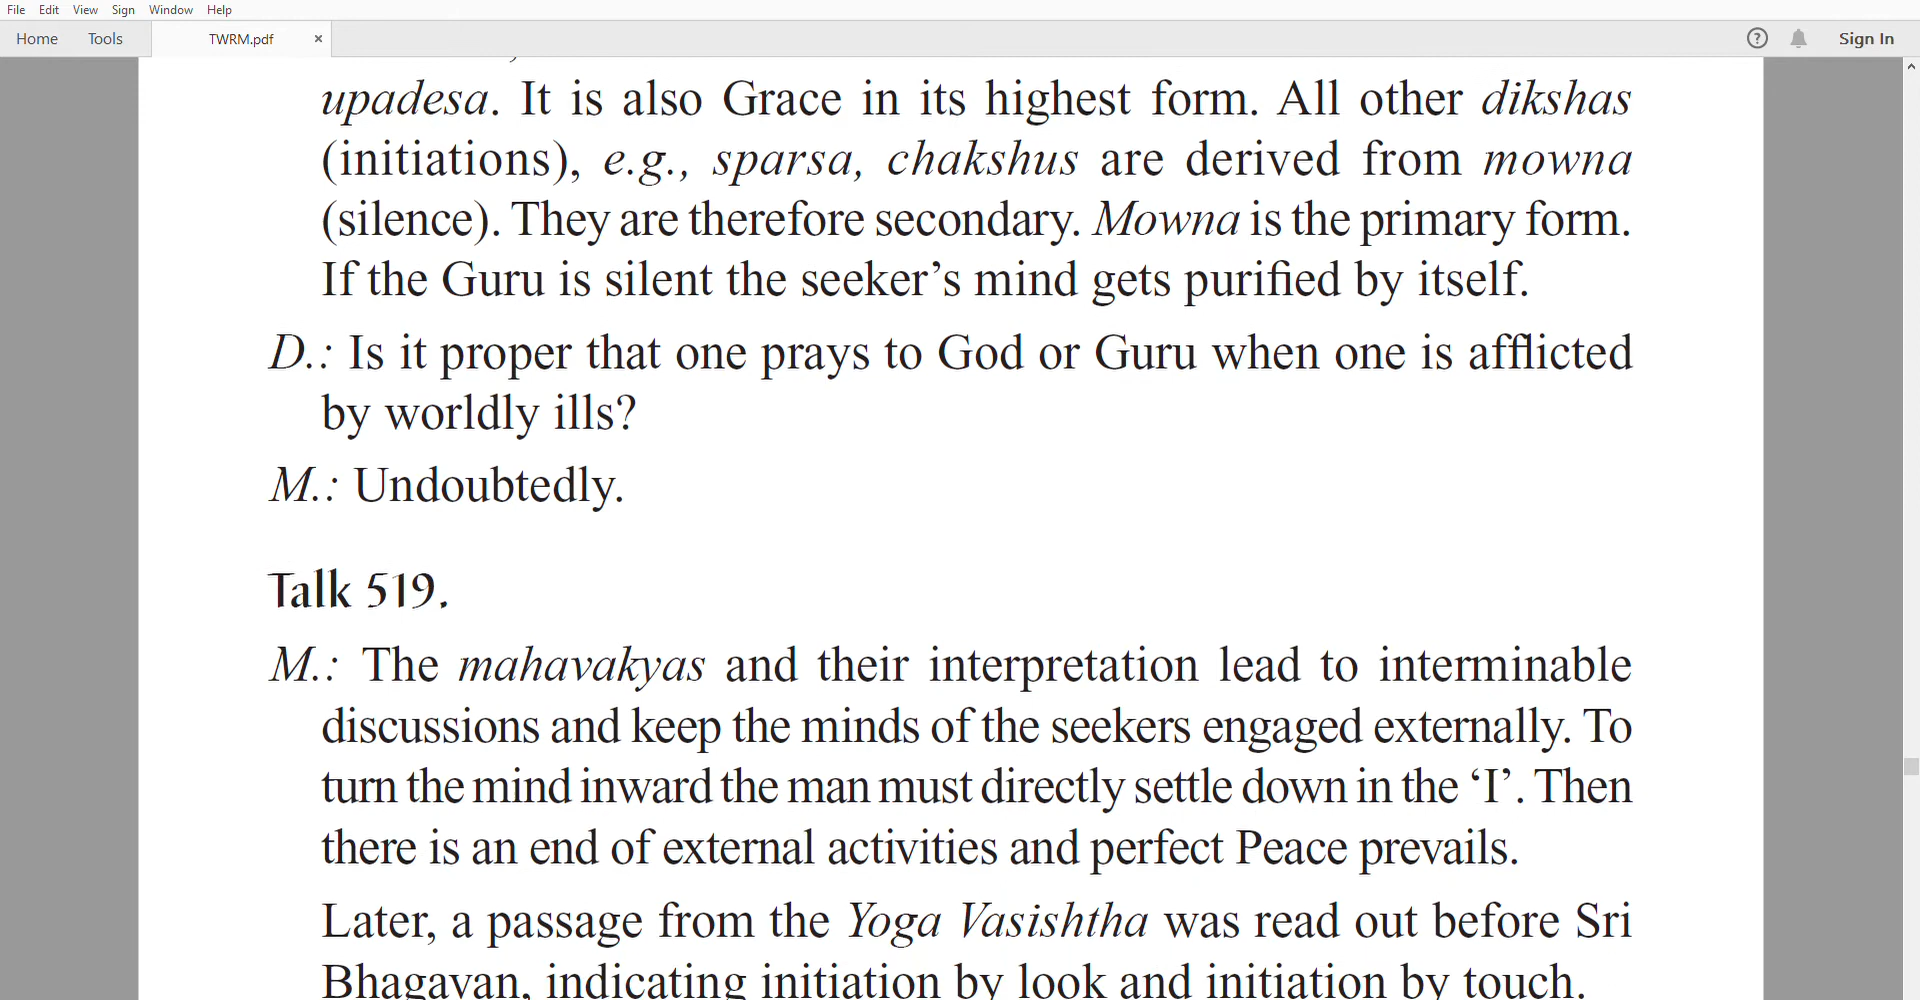 File Edit View Sign Window Help
Home Tools TWRM.pdf × ? Sign In
upadesa. It is also Grace in its highest form. All other dikshas
(initiations), e.g., sparsa, chakshus are derived from mowna
(silence). They are therefore secondary. Mowna is the primary form.
If the Guru is silent the seeker’s mind gets purified by itself.
D.: Is it proper that one prays to God or Guru when one is afflicted
by worldly ills?
M.: Undoubtedly.
Talk 519.
M.: The mahavakyas and their interpretation lead to interminable
discussions and keep the minds of the seekers engaged externally. To
turn the mind inward the man must directly settle down in the ‘I’. Then
there is an end of external activities and perfect Peace prevails.
Later, a passage from the Yoga Vasishtha was read out before Sri
Bhagavan, indicating initiation by look and initiation by touch.